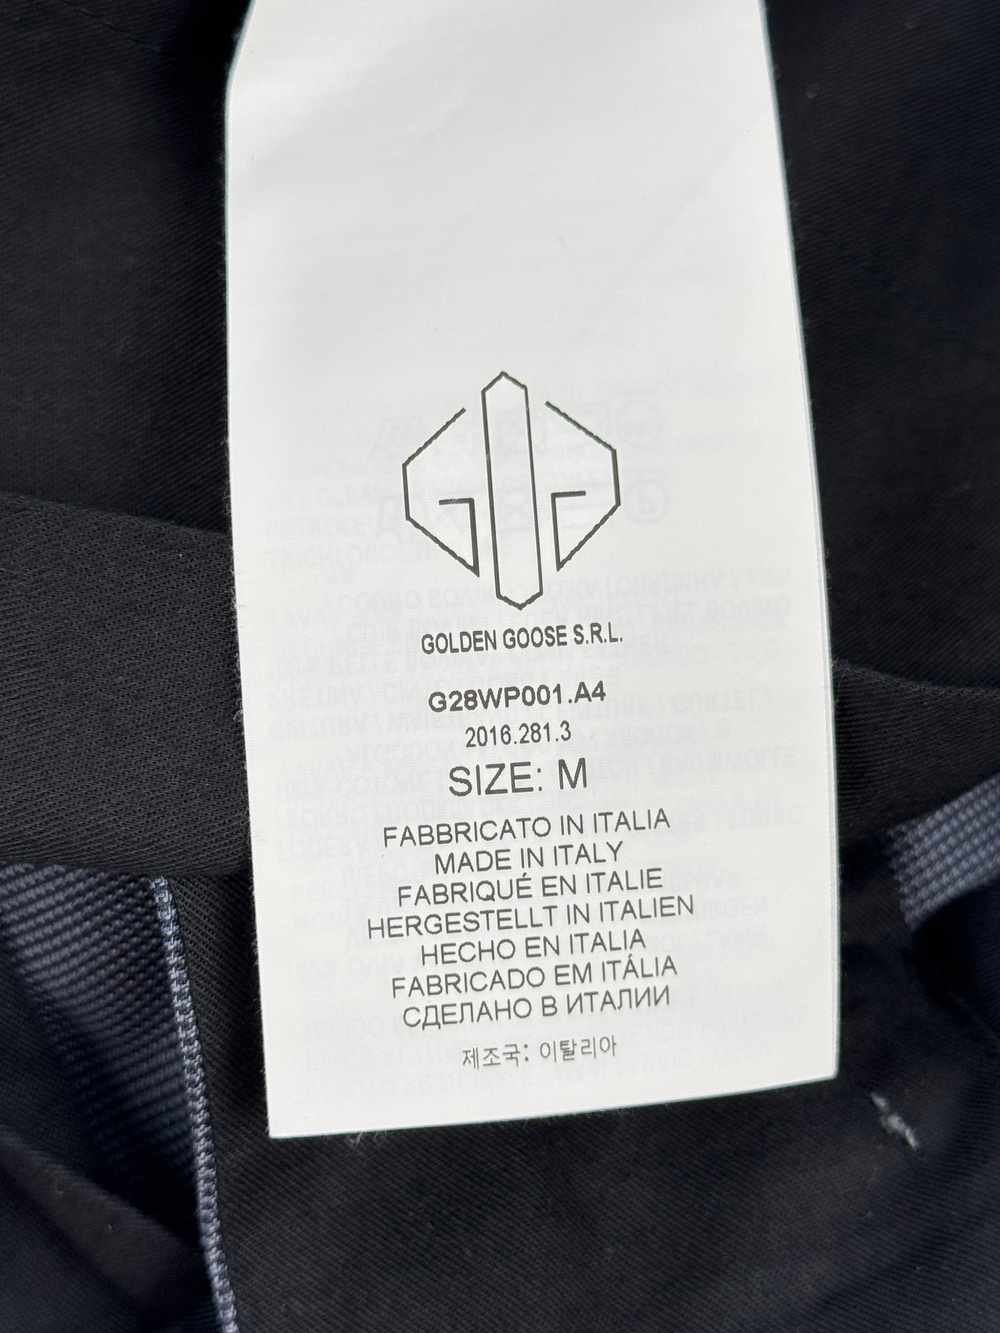 GOLDEN GOOSE S.R.L.
G28WP001.A4
2016.281.3
SIZE: M
FABBRICATO IN ITALIA
MADE IN ITALY
FABRIQUÉ EN ITALIE
HERGESTELLT IN ITALIEN
HECHO EN ITALIA
FABRICADO EM ITÁLIA
СДЕЛАНО В ИТАЛИИ
제조국: 이탈리아